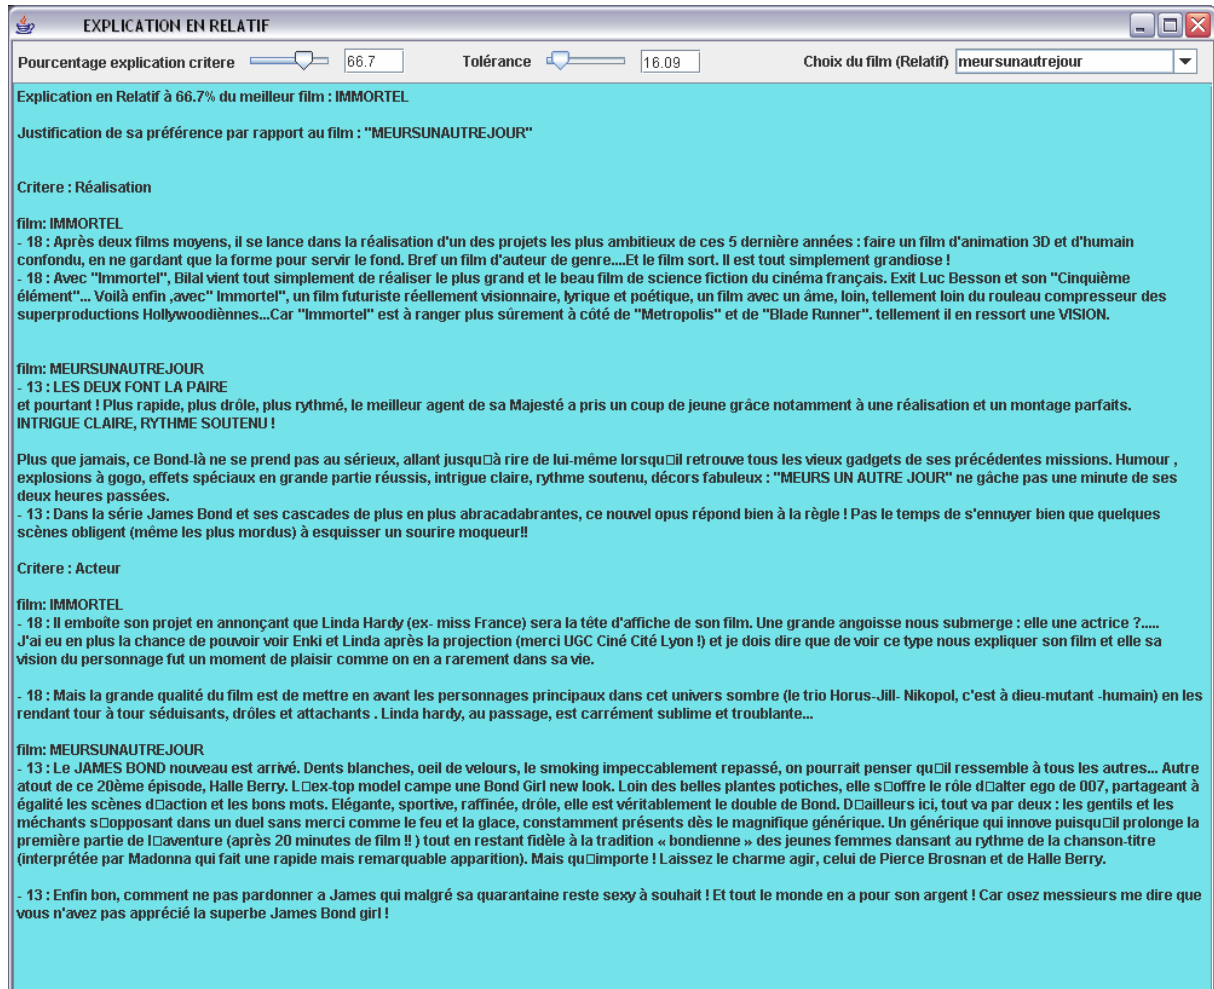 EXPLICATION EN RELATIF
Pourcentage explication critere 66.7 Tolérance 16.09 Choix du film (Relatif) meursunautrejour
Explication en Relatif à 66.7% du meilleur film : IMMORTEL
Justification de sa préférence par rapport au film : "MEURSUNAUTREJOUR"
Critere : Réalisation
film: IMMORTEL
- 18 : Après deux films moyens, il se lance dans la réalisation d'un des projets les plus ambitieux de ces 5 dernière années : faire un film d'animation 3D et d'humain
confondu, en ne gardant que la forme pour servir le fond. Bref un film d'auteur de genre....Et le film sort. Il est tout simplement grandiose !
- 18 : Avec "Immortel", Bilal vient tout simplement de réaliser le plus grand et le beau film de science fiction du cinéma français. Exit Luc Besson et son "Cinquième
élément"... Voilà enfin ,avec" Immortel", un film futuriste réellement visionnaire, lyrique et poétique, un film avec un âme, loin, tellement loin du rouleau compresseur des
superproductions Hollywoodiènnes...Car "Immortel" est à ranger plus sûrement à côté de "Metropolis" et de "Blade Runner". tellement il en ressort une VISION.
film: MEURSUNAUTREJOUR
- 13 : LES DEUX FONT LA PAIRE
et pourtant ! Plus rapide, plus drôle, plus rythmé, le meilleur agent de sa Majesté a pris un coup de jeune grâce notamment à une réalisation et un montage parfaits.
INTRIGUE CLAIRE, RYTHME SOUTENU !
Plus que jamais, ce Bond-là ne se prend pas au sérieux, allant jusqu□à rire de lui-même lorsqu□il retrouve tous les vieux gadgets de ses précédentes missions. Humour ,
explosions à gogo, effets spéciaux en grande partie réussis, intrigue claire, rythme soutenu, décors fabuleux : "MEURS UN AUTRE JOUR" ne gâche pas une minute de ses
deux heures passées.
- 13 : Dans la série James Bond et ses cascades de plus en plus abracadabrantes, ce nouvel opus répond bien à la règle ! Pas le temps de s'ennuyer bien que quelques
scènes obligent (même les plus mordus) à esquisser un sourire moqueur!!
Critere : Acteur
film: IMMORTEL
- 18 : Il emboîte son projet en annonçant que Linda Hardy (ex- miss France) sera la tête d'affiche de son film. Une grande angoisse nous submerge : elle une actrice ?.....
J'ai eu en plus la chance de pouvoir voir Enki et Linda après la projection (merci UGC Ciné Cité Lyon !) et je dois dire que de voir ce type nous expliquer son film et elle sa
vision du personnage fut un moment de plaisir comme on en a rarement dans sa vie.
- 18 : Mais la grande qualité du film est de mettre en avant les personnages principaux dans cet univers sombre (le trio Horus-Jill- Nikopol, c'est à dieu-mutant -humain) en les
rendant tour à tour séduisants, drôles et attachants . Linda hardy, au passage, est carrément sublime et troublante...
film: MEURSUNAUTREJOUR
- 13 : Le JAMES BOND nouveau est arrivé. Dents blanches, oeil de velours, le smoking impeccablement repassé, on pourrait penser qu□il ressemble à tous les autres... Autre
atout de ce 20ème épisode, Halle Berry. L□ex-top model campe une Bond Girl new look. Loin des belles plantes potiches, elle s□offre le rôle d□alter ego de 007, partageant à
égalité les scènes d□action et les bons mots. Elégante, sportive, raffinée, drôle, elle est véritablement le double de Bond. D□ailleurs ici, tout va par deux : les gentils et les
méchants s□opposant dans un duel sans merci comme le feu et la glace, constamment présents dès le magnifique générique. Un générique qui innove puisqu□il prolonge la
première partie de l□aventure (après 20 minutes de film !! ) tout en restant fidèle à la tradition « bondienne » des jeunes femmes dansant au rythme de la chanson-titre
(interprétée par Madonna qui fait une rapide mais remarquable apparition). Mais qu□importe ! Laissez le charme agir, celui de Pierce Brosnan et de Halle Berry.
- 13 : Enfin bon, comment ne pas pardonner a James qui malgré sa quarantaine reste sexy à souhait ! Et tout le monde en a pour son argent ! Car osez messieurs me dire que
vous n'avez pas apprécié la superbe James Bond girl !